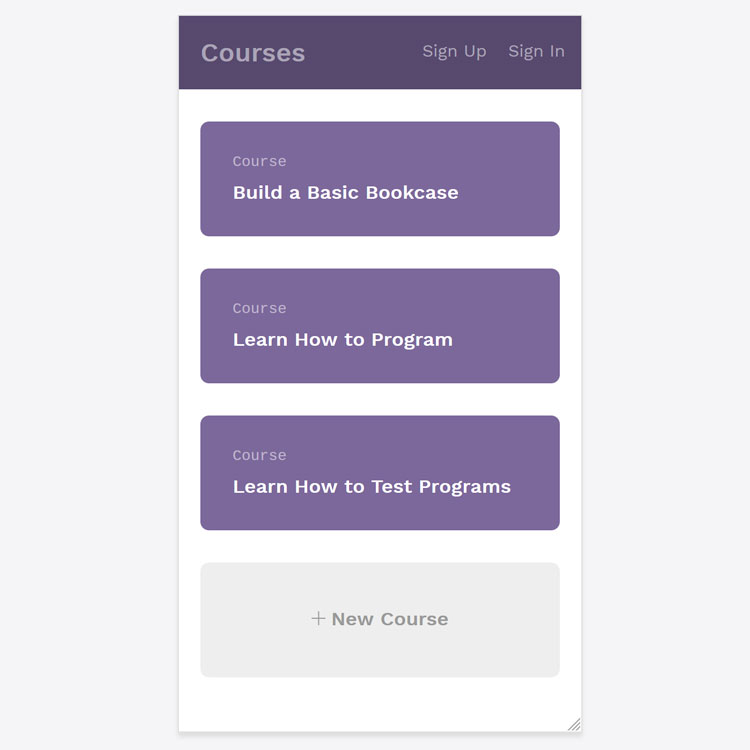 Courses Sign Up Sign In
Course
Build a Basic Bookcase
Course
Learn How to Program
Course
Learn How to Test Programs
+ New Course